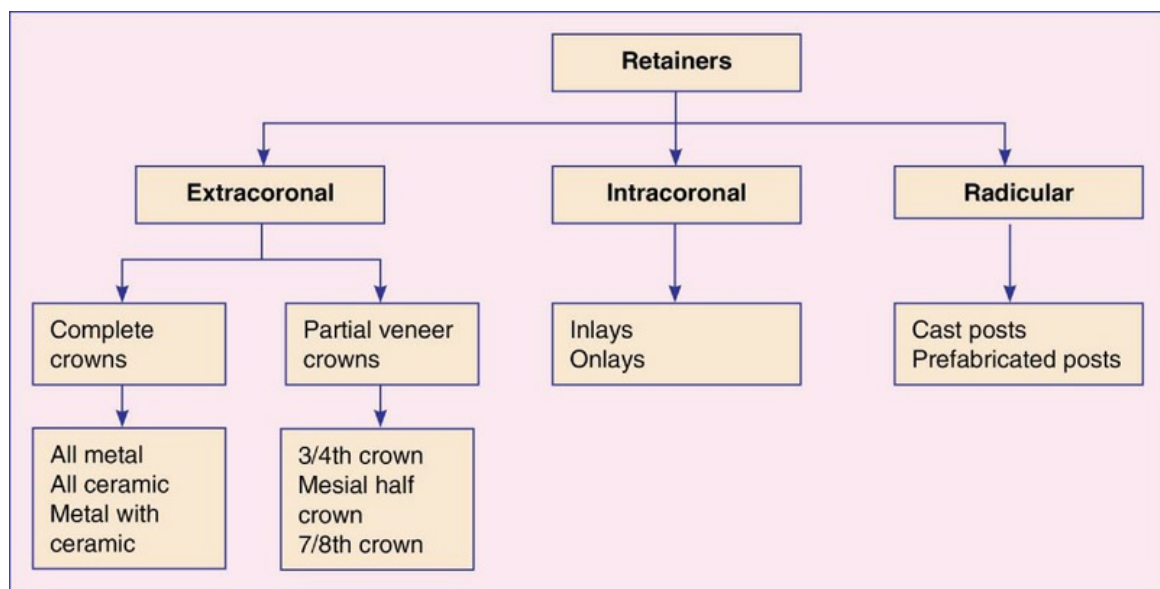 Retainers
Extracoronal
Intracoronal
Radicular
Complete
crowns
Partial veneer
crowns
Inlays
Onlays
Cast posts
Prefabricated posts
All metal
All ceramic
Metal with
ceramic
3/4th crown
Mesial half
crown
7/8th crown